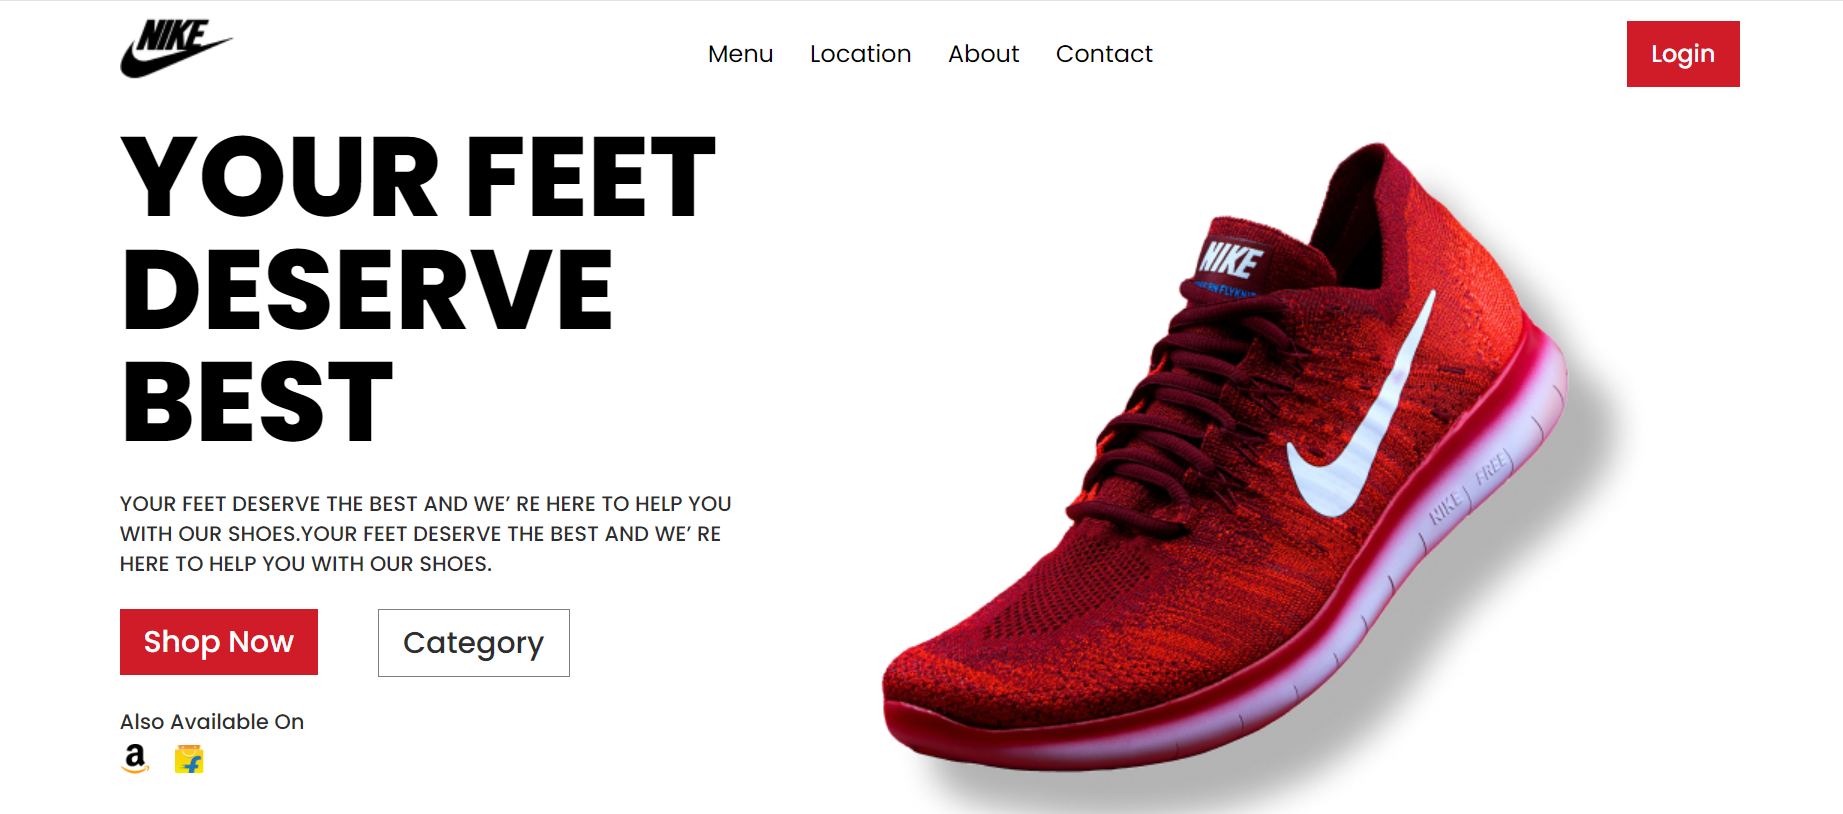 NIKE
Menu Location About Contact
Login
YOUR FEET
DESERVE
BEST
YOUR FEET DESERVE THE BEST AND WE’ RE HERE TO HELP YOU
WITH OUR SHOES.YOUR FEET DESERVE THE BEST AND WE’ RE
HERE TO HELP YOU WITH OUR SHOES.
Shop Now Category
Also Available On
a f
NIKE
FLYKNIT
NIKE FREE